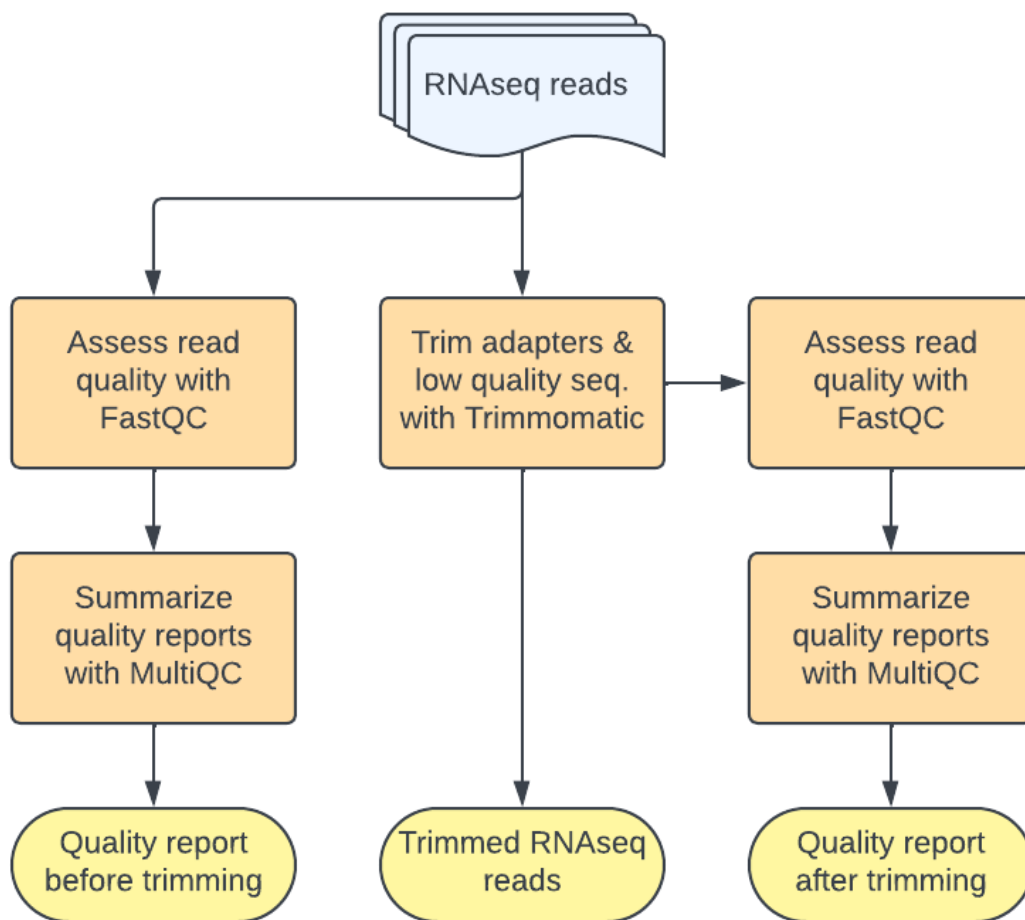 RNAseq reads
Assess read
quality with
FastQC
Trim adapters &
low quality seq.
with Trimmomatic
Assess read
quality with
FastQC
Summarize
quality reports
with MultiQC
Summarize
quality reports
with MultiQC
Quality report
before trimming
Trimmed RNAseq
reads
Quality report
after trimming